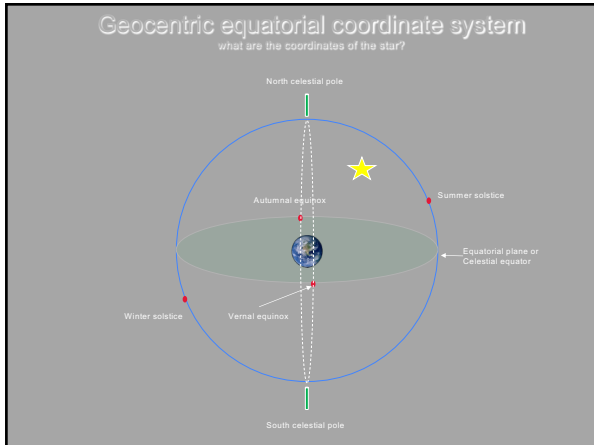 Geocentric equatorial coordinate system
what are the coordinates of the star?
North celestial pole
Summer solstice
Autumnal equinox
Equatorial plane or
Celestial equator
Winter solstice
Vernal equinox
South celestial pole